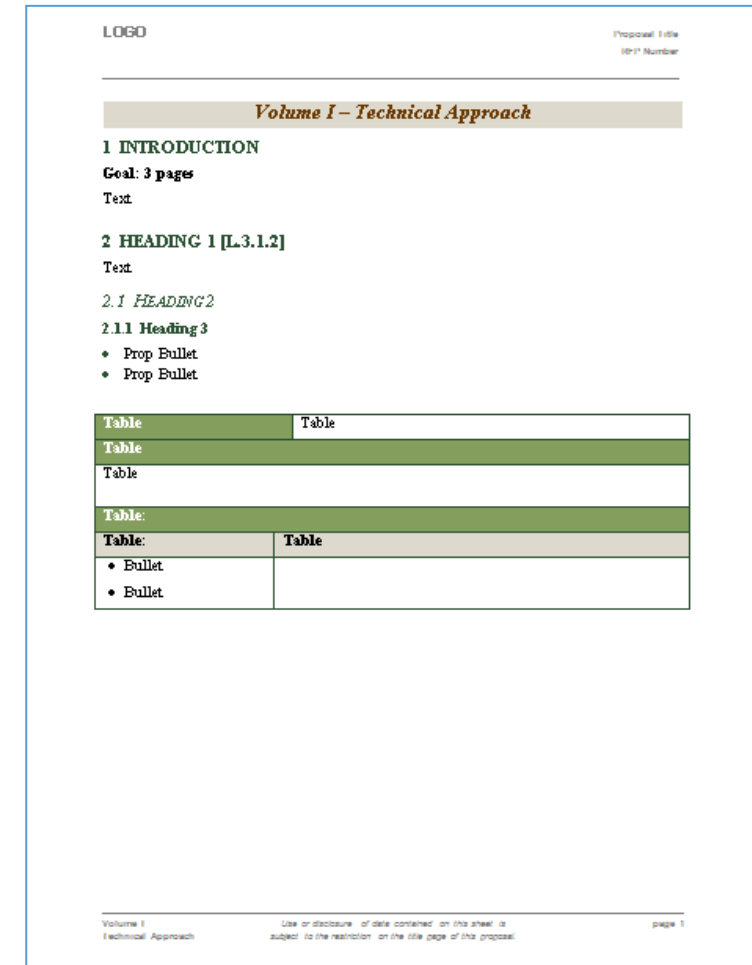 LOGO
Proposal Title
RFP Number
Volume I – Technical Approach
1 INTRODUCTION
Goal: 3 pages
Text
2 HEADING 1 [L.3.1.2]
Text
2.1 HEADING 2
2.1.1 Heading 3
• Prop Bullet
• Prop Bullet
Table Table
Table
Table
Table:
Table: Table
• Bullet
• Bullet
Volume I Use or disclosure of data contained on this sheet is page 1
Technical Approach subject to the restriction on the title page of this proposal.